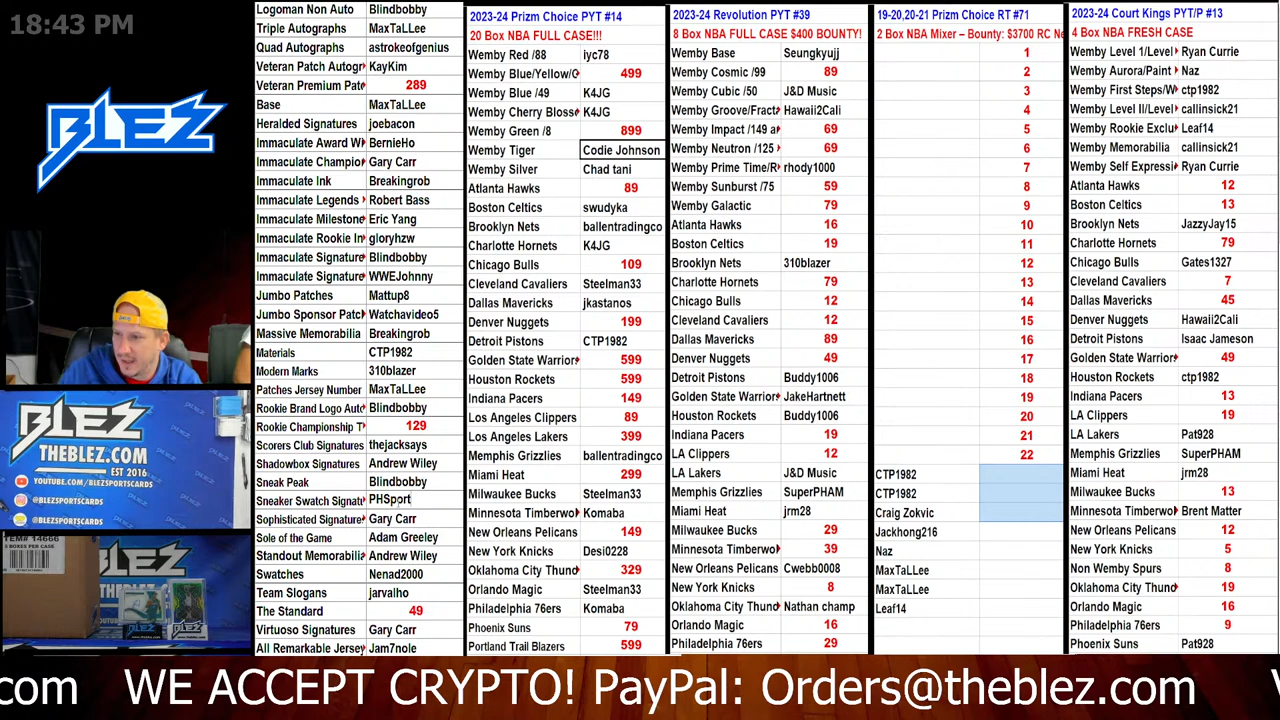 18:43 PM
BLEZ
BLEZ
THEBLEZ.COM
EST 2016
YOUTUBE.COM/BLEZSPORTSCARDS
@BLEZSPORTSCARDS
@BLEZSPORTSCARDS
ITEM# 14666
BLEZ
Logoman Non Auto Blindbobby
Triple Autographs MaxTaLLee
Quad Autographs astrokeofgenius
Veteran Patch Autogr KayKim
Veteran Premium Pat 289
Base MaxTaLLee
Heralded Signatures joebacon
Immaculate Award W BernieHo
Immaculate Champio Gary Carr
Immaculate Ink Breakingrob
Immaculate Legends Robert Bass
Immaculate Milestone Eric Yang
Immaculate Rookie In gloryhzw
Immaculate Signature Blindbobby
Immaculate Signature WWEJohnny
Jumbo Patches Mattup8
Jumbo Sponsor Patc Watchavideo5
Massive Memorabilia Breakingrob
Materials CTP1982
Modern Marks 310blazer
Patches Jersey Number MaxTaLLee
Rookie Brand Logo Aut Blindbobby
Rookie Championship T 129
Scorers Club Signatures thejacksays
Shadowbox Signatures Andrew Wiley
Sneak Peak Blindbobby
Sneaker Swatch Signat PHSport
Sophisticated Signature Gary Carr
Sole of the Game Adam Greeley
Standout Memorabili Andrew Wiley
Swatches Nenad2000
Team Slogans jarvalho
The Standard 49
Virtuoso Signatures Gary Carr
All Remarkable Jersey Jam7nole
2023-24 Prizm Choice PYT #14
20 Box NBA FULL CASE!!!
Wemby Red /88 iyc78
Wemby Blue/Yellow/ 499
Wemby Blue /49 K4JG
Wemby Cherry Bloss K4JG
Wemby Green /8 899
Wemby Tiger Codie Johnson
Wemby Silver Chad tani
Atlanta Hawks 89
Boston Celtics swudyka
Brooklyn Nets ballentradingco
Charlotte Hornets K4JG
Chicago Bulls 109
Cleveland Cavaliers Steelman33
Dallas Mavericks jkastanos
Denver Nuggets 199
Detroit Pistons CTP1982
Golden State Warrior 599
Houston Rockets 599
Indiana Pacers 149
Los Angeles Clippers 89
Los Angeles Lakers 399
Memphis Grizzlies ballentradingco
Miami Heat 299
Milwaukee Bucks Steelman33
Minnesota Timberwo Komaba
New Orleans Pelicans 149
New York Knicks Desi0228
Oklahoma City Thun 329
Orlando Magic Steelman33
Philadelphia 76ers Komaba
Phoenix Suns 79
Portland Trail Blazers 599
2023-24 Revolution PYT #39
8 Box NBA FULL CASE $400 BOUNTY!
Wemby Base Seungkyujj
Wemby Cosmic /99 89
Wemby Cubic /50 J&D Music
Wemby Groove/Fract Hawaii2Cali
Wemby Impact /149 a 69
Wemby Neutron /125 69
Wemby Prime Time/R rhody1000
Wemby Sunburst /75 59
Wemby Galactic 79
Atlanta Hawks 16
Boston Celtics 19
Brooklyn Nets 310blazer
Charlotte Hornets 79
Chicago Bulls 12
Cleveland Cavaliers 12
Dallas Mavericks 89
Denver Nuggets 49
Detroit Pistons Buddy1006
Golden State Warrior JakeHartnett
Houston Rockets Buddy1006
Indiana Pacers 19
LA Clippers 12
LA Lakers J&D Music
Memphis Grizzlies SuperPHAM
Miami Heat jrm28
Milwaukee Bucks 29
Minnesota Timberwo 39
New Orleans Pelicans Cwebb0008
New York Knicks 8
Oklahoma City Thund Nathan champ
Orlando Magic 16
Philadelphia 76ers 29
19-20,20-21 Prizm Choice RT #71
2 Box NBA Mixer – Bounty: $3700 RC Ne
1
2
3
4
5
6
7
8
9
10
11
12
13
14
15
16
17
18
19
20
21
22
CTP1982
CTP1982
Craig Zokvic
Jackhong216
Naz
MaxTaLLee
MaxTaLLee
Leaf14
2023-24 Court Kings PYT/P #13
4 Box NBA FRESH CASE
Wemby Level 1/Level Ryan Currie
Wemby Aurora/Paint Naz
Wemby First Steps/W ctp1982
Wemby Level II/Level callinsick21
Wemby Rookie Exclu Leaf14
Wemby Memorabilia callinsick21
Wemby Self Expressi Ryan Currie
Atlanta Hawks 12
Boston Celtics 13
Brooklyn Nets JazzyJay15
Charlotte Hornets 79
Chicago Bulls Gates1327
Cleveland Cavaliers 7
Dallas Mavericks 45
Denver Nuggets Hawaii2Cali
Detroit Pistons Isaac Jameson
Golden State Warrior 49
Houston Rockets ctp1982
Indiana Pacers 13
LA Clippers 19
LA Lakers Pat928
Memphis Grizzlies SuperPHAM
Miami Heat jrm28
Milwaukee Bucks 13
Minnesota Timberwo Brent Matter
New Orleans Pelicans 12
New York Knicks 5
Non Wemby Spurs 8
Oklahoma City Thun 19
Orlando Magic 16
Philadelphia 76ers 9
Phoenix Suns Pat928
com WE ACCEPT CRYPTO! PayPal: Orders@theblez.com